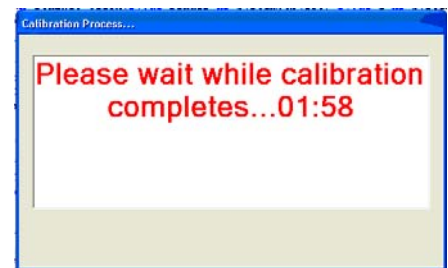 Calibration Process...
Please wait while calibration
completes...01:58